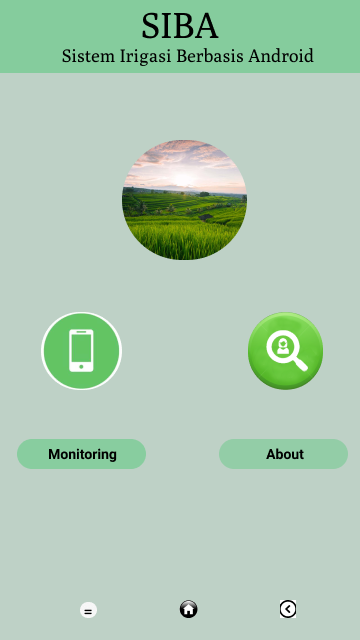 SIBA
Sistem Irigasi Berbasis Android
Monitoring
About